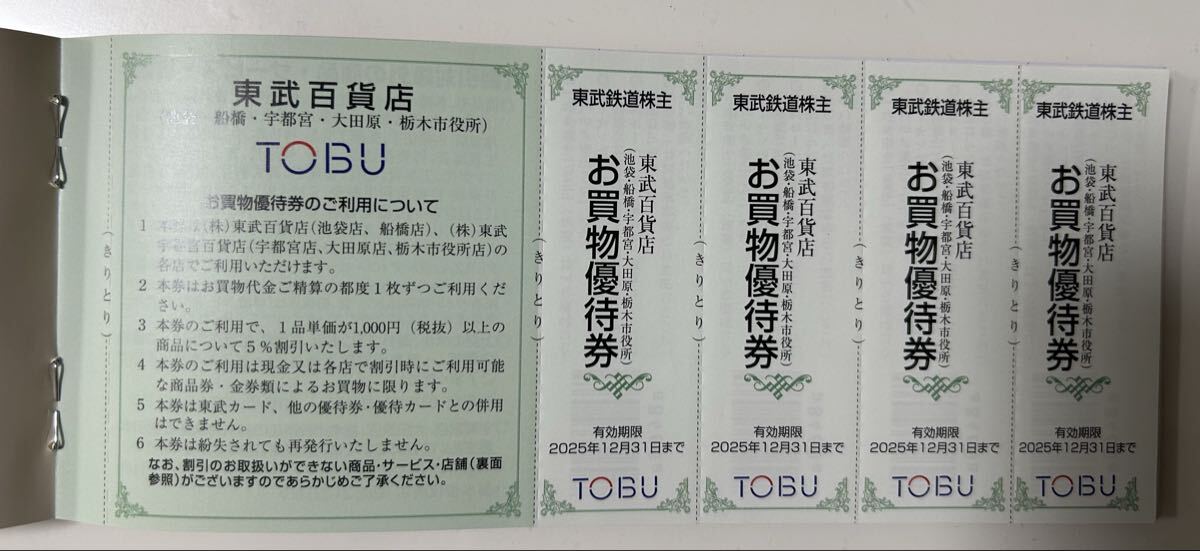 東武百貨店
船橋・宇都宮・大田原・栃木市役所)
TOBU
お買物優待券のご利用について
1 (株)東武百貨店(池袋店、船橋店)、(株)東武
宇都宮百貨店(宇都宮店、大田原店、栃木市役所店)の
各店でご利用いただけます。
2 本券はお買物代金ご精算の都度1枚ずつご利用くだ
さい。
3 本券のご利用で、1品単価が1,000円(税抜)以上の
商品について5%割引いたします。
4 本券のご利用は現金又は各店で割引時にご利用可能
な商品券・金券類によるお買物に限ります。
5 本券は東武カード、他の優待券・優待カードとの併用
はできません。
6 本券は紛失されても再発行いたしません。
なお、割引のお取扱いができない商品・サービス・店舗(裏面
参照)がございますのであらかじめご了承ください。
(きりとり)
(きりとり)
東武鉄道株主
東武百貨店
(池袋・船橋・宇都宮・大田原・栃木市役所)
お買物優待券
有効期限
2025年12月31日まで
TOBU
(きりとり)
東武鉄道株主
東武百貨店
(池袋・船橋・宇都宮・大田原・栃木市役所)
お買物優待券
有効期限
2025年12月31日まで
TOBU
(きりとり)
東武鉄道株主
東武百貨店
(池袋・船橋・宇都宮・大田原・栃木市役所)
お買物優待券
有効期限
2025年12月31日まで
TOBU
(きりとり)
東武鉄道株主
東武百貨店
(池袋・船橋・宇都宮・大田原・栃木市役所)
お買物優待券
有効期限
2025年12月31日まで
TOBU